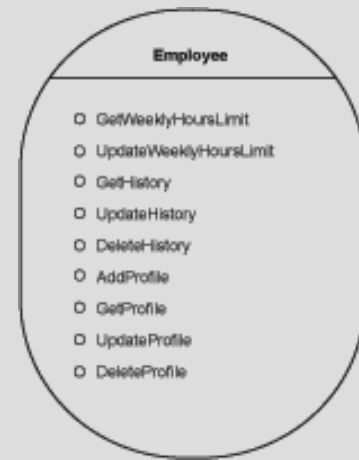 Employee
GetWeeklyHoursLimit
UpdateWeeklyHoursLimit
GetHistory
UpdateHistory
DeleteHistory
AddProfile
GetProfile
UpdateProfile
DeleteProfile